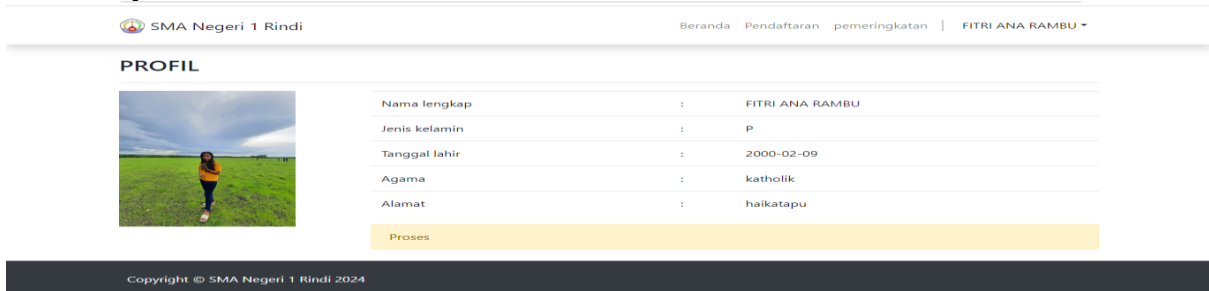 SMA Negeri 1 Rindi Beranda Pendaftaran pemeringkatan | FITRI ANA RAMBU
PROFIL
Nama lengkap : FITRI ANA RAMBU
Jenis kelamin : P
Tanggal lahir : 2000-02-09
Agama : katholik
Alamat : haikatapu
Proses
Copyright © SMA Negeri 1 Rindi 2024